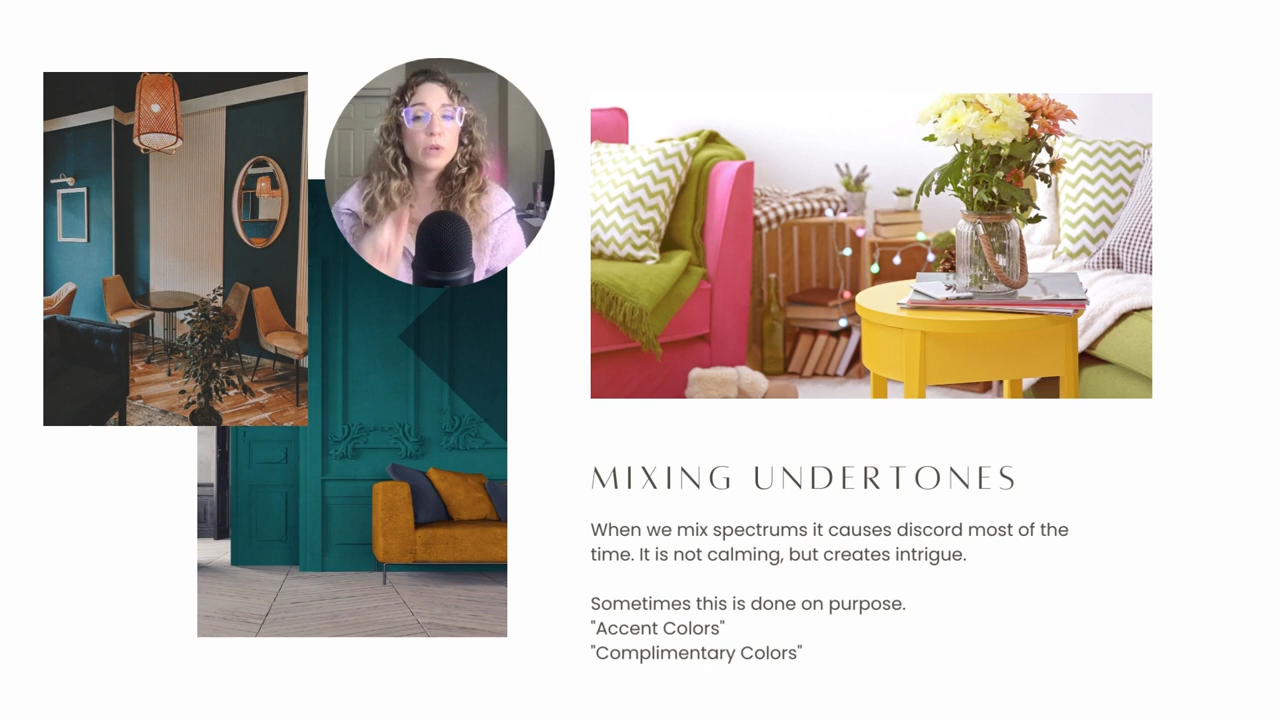 MIXING UNDERTONES
When we mix spectrums it causes discord most of the
time. It is not calming, but creates intrigue.
Sometimes this is done on purpose.
"Accent Colors"
"Complimentary Colors"